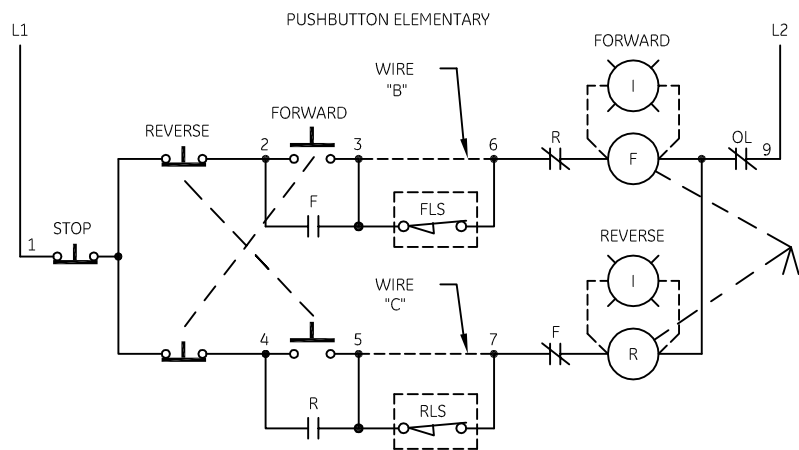 PUSHBUTTON ELEMENTARY
L1
L2
FORWARD
WIRE
"B"
I
FORWARD
REVERSE
2
3
6
R
F
OL
9
F
FLS
STOP
1
REVERSE
WIRE
"C"
I
4
5
7
F
R
R
RLS